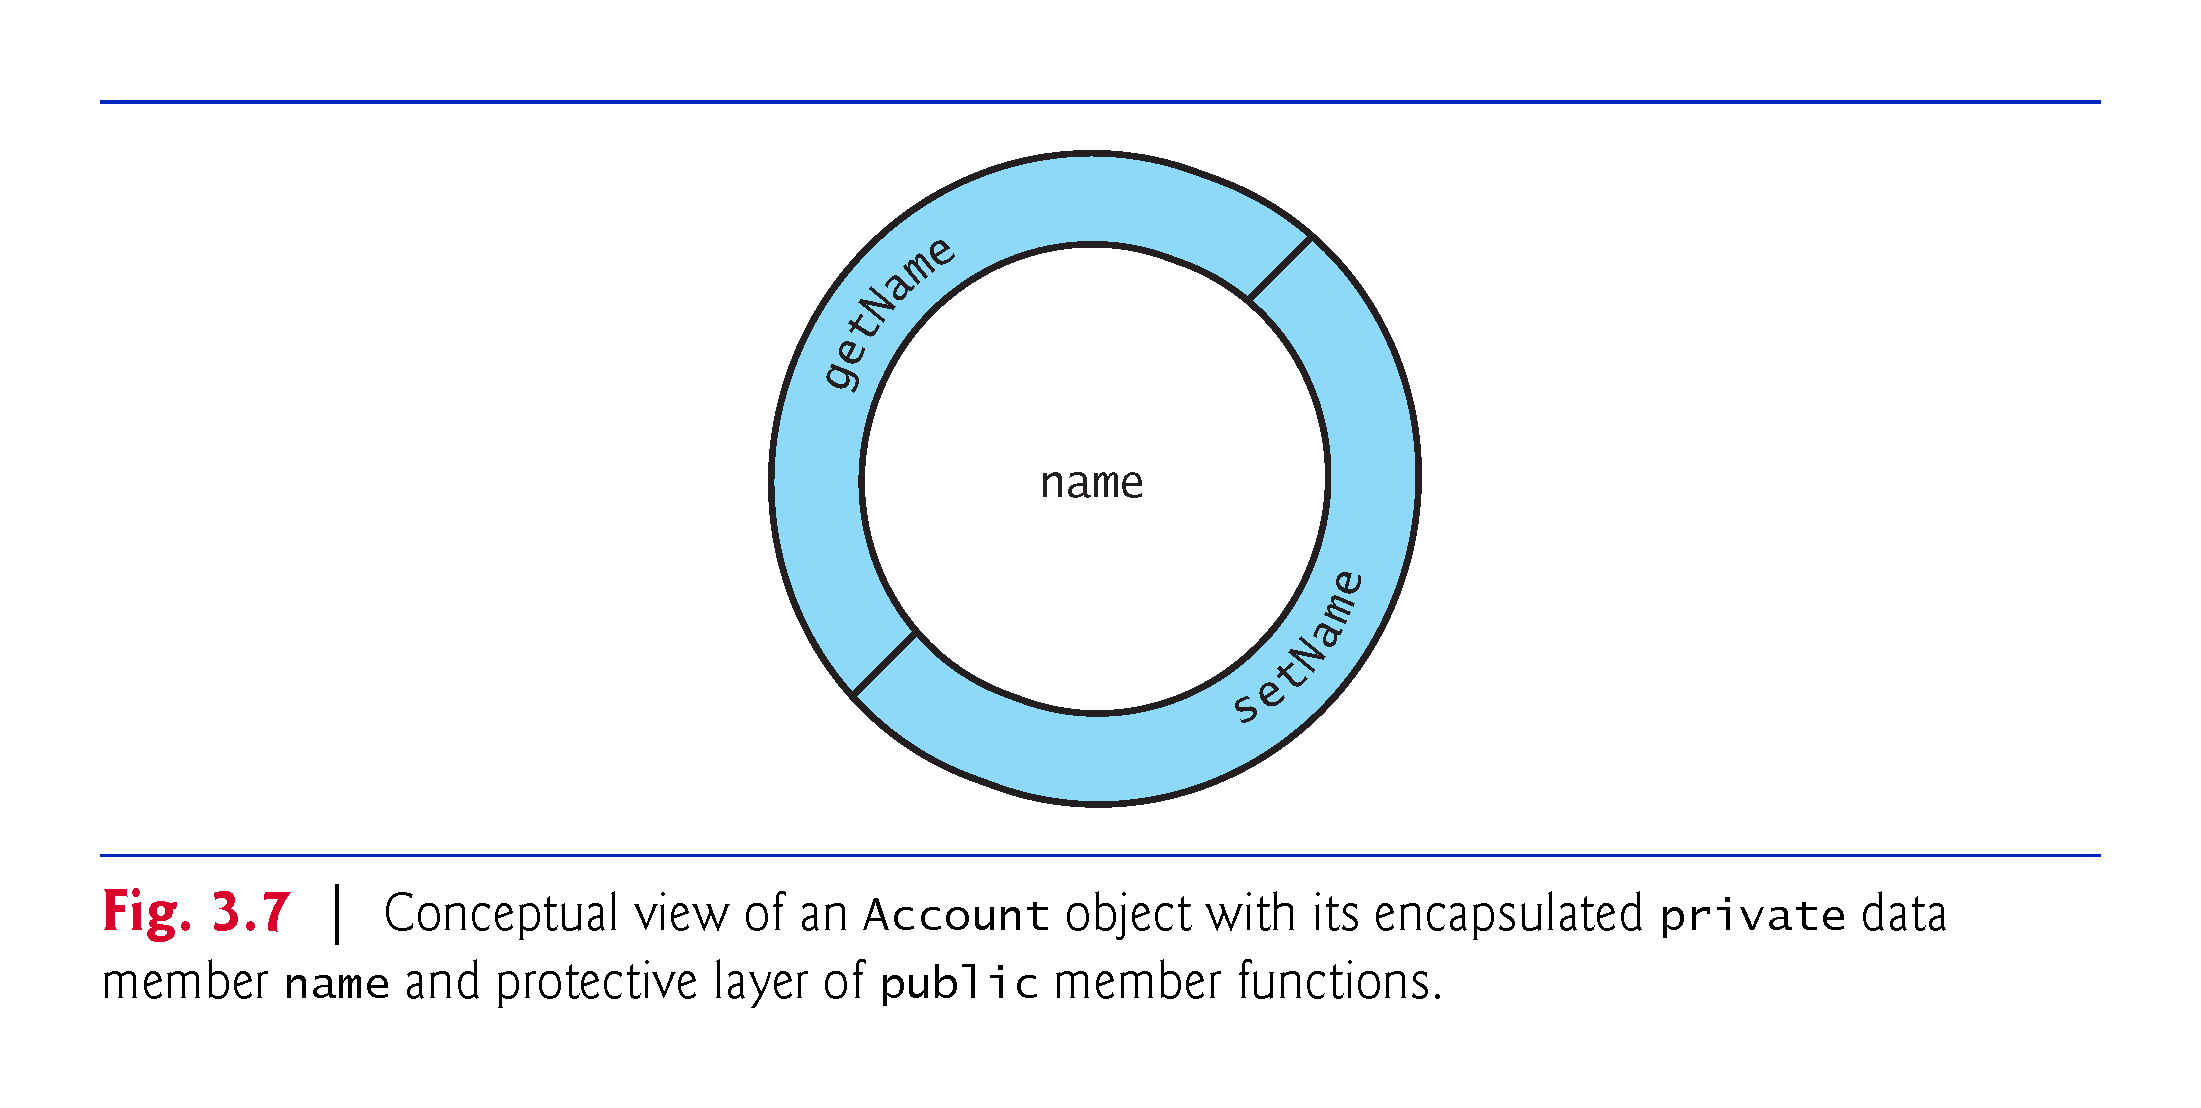 getName
name
setName
Fig. 3.7 | Conceptual view of an Account object with its encapsulated private data
member name and protective layer of public member functions.